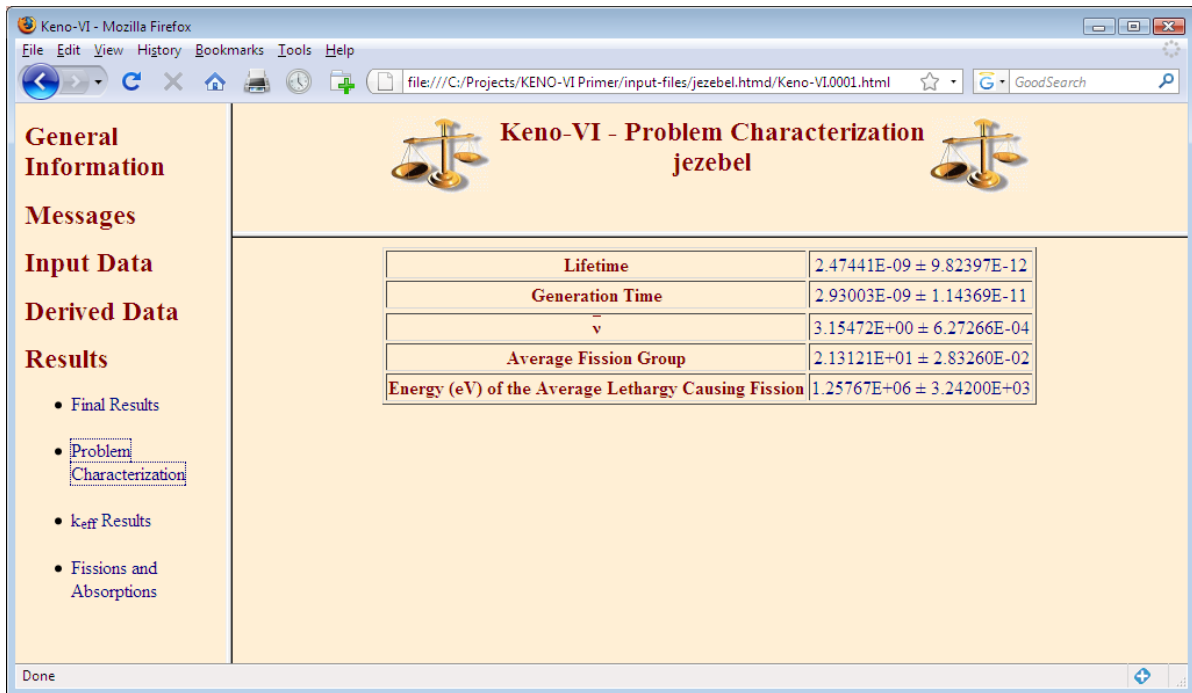 Keno-VI - Mozilla Firefox
File Edit View History Bookmarks Tools Help
file:///C:/Projects/KENO-VI Primer/input-files/jezebel.htmd/Keno-VI.0001.html
G GoodSearch
General
Information
Messages
Input Data
Derived Data
Results
• Final Results
• Problem
Characterization
• keff Results
• Fissions and
Absorptions
Keno-VI - Problem Characterization
jezebel
Lifetime 2.47441E-09 ± 9.82397E-12
Generation Time 2.93003E-09 ± 1.14369E-11
ν̅ 3.15472E+00 ± 6.27266E-04
Average Fission Group 2.13121E+01 ± 2.83260E-02
Energy (eV) of the Average Lethargy Causing Fission 1.25767E+06 ± 3.24200E+03
Done